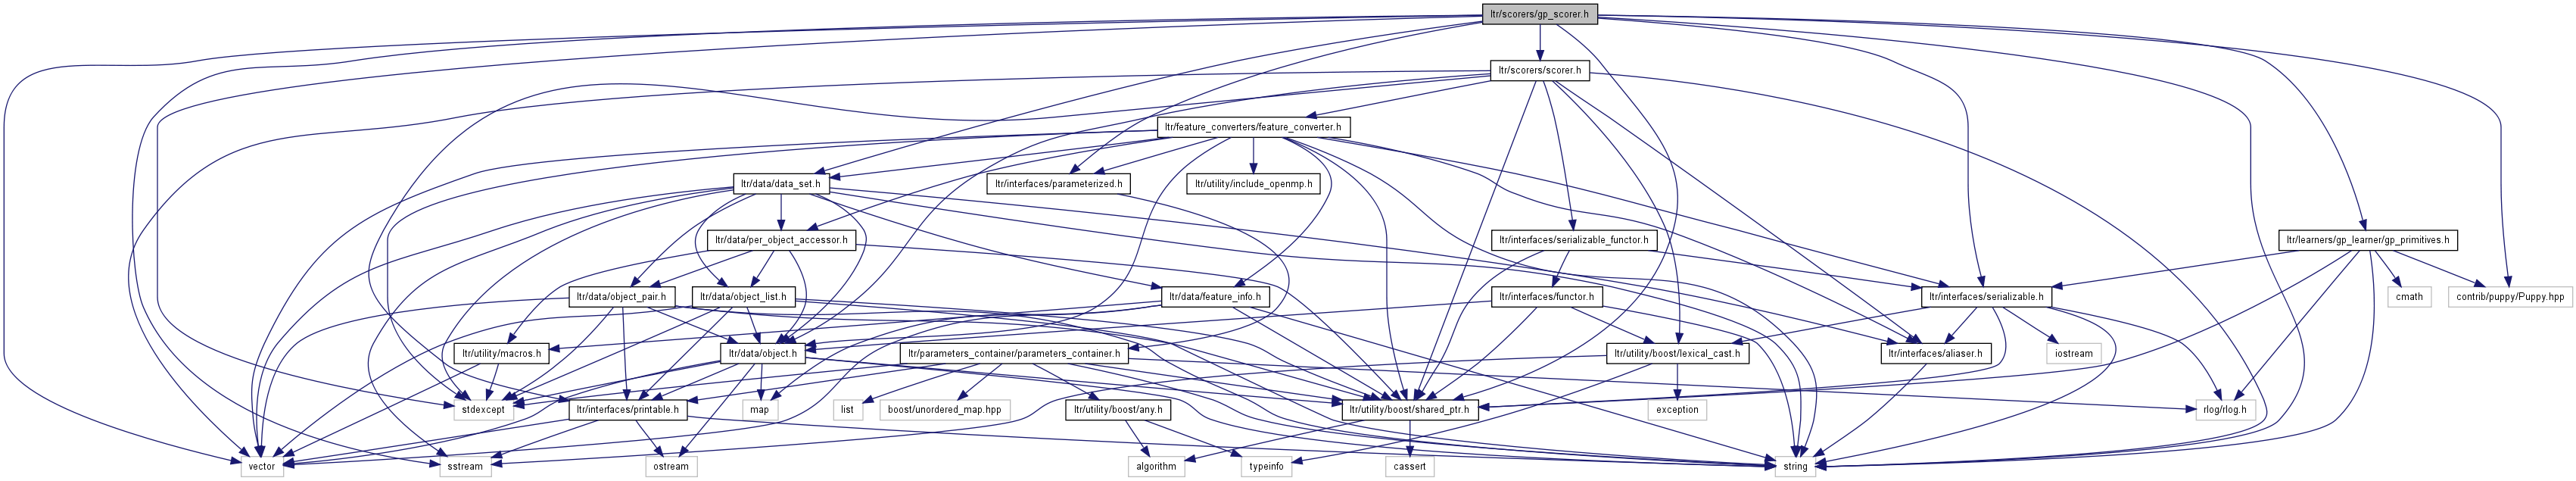 ltr/scorers/gp_scorer.h
ltr/scorers/scorer.h
ltr/feature_converters/feature_converter.h
ltr/data/data_set.h
ltr/interfaces/parameterized.h
ltr/utility/include_openmp.h
ltr/data/per_object_accessor.h
ltr/interfaces/serializable_functor.h
ltr/learners/gp_learner/gp_primitives.h
ltr/data/object_pair.h
ltr/data/object_list.h
ltr/data/feature_info.h
ltr/interfaces/functor.h
ltr/interfaces/serializable.h
cmath
contrib/puppy/Puppy.hpp
ltr/utility/macros.h
ltr/data/object.h
ltr/parameters_container/parameters_container.h
ltr/utility/boost/lexical_cast.h
ltr/interfaces/aliaser.h
iostream
stdexcept
ltr/interfaces/printable.h
map
list
boost/unordered_map.hpp
ltr/utility/boost/any.h
ltr/utility/boost/shared_ptr.h
exception
rlog/rlog.h
vector
sstream
ostream
algorithm
typeinfo
cassert
string